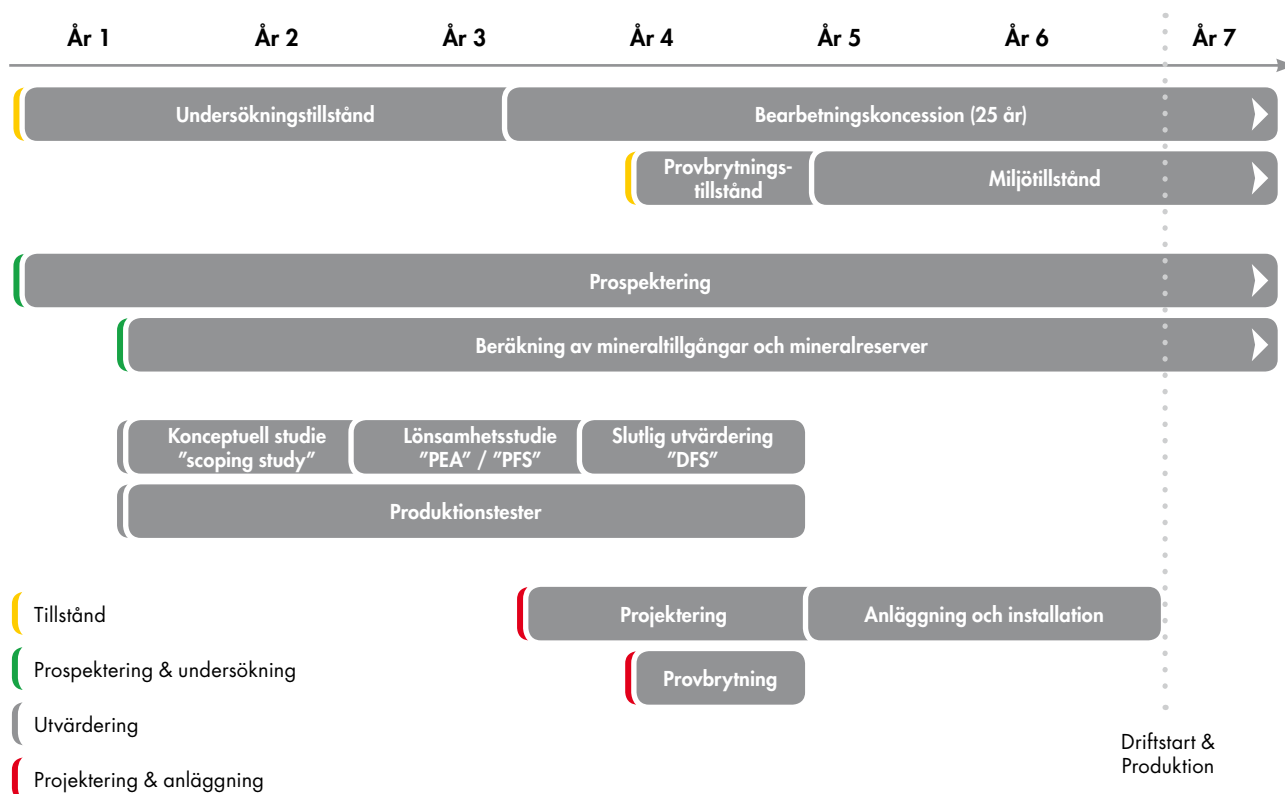 År 1 År 2 År 3 År 4 År 5 År 6 År 7
Undersökningstillstånd Bearbetningskoncession (25 år)
Provbrytnings-
tillstånd
Miljötillstånd
Prospektering
Beräkning av mineraltillgångar och mineralreserver
Konceptuell studie
”scoping study”
Lönsamhetsstudie
”PEA” / ”PFS”
Slutlig utvärdering
”DFS”
Produktionstester
Projektering Anläggning och installation
Provbrytning
Tillstånd
Prospektering & undersökning
Utvärdering
Projektering & anläggning
Driftstart &
Produktion